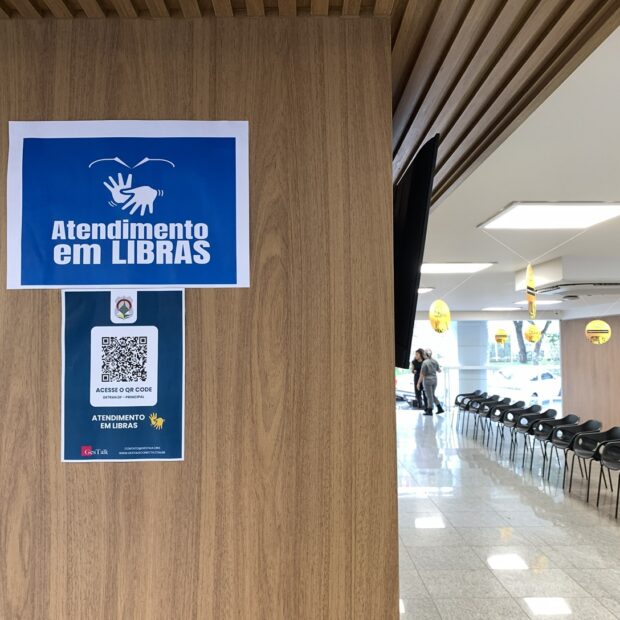 Atendimento
em LIBRAS
ACESSE O QR CODE
DETRAN DF - PRINCIPAL
ATENDIMENTO
EM LIBRAS
GesTalk